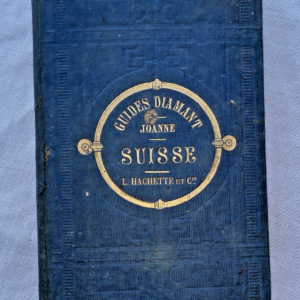 GUIDES DIAMANT
JOANNE
SUISSE
L. HACHETTE ET Cie